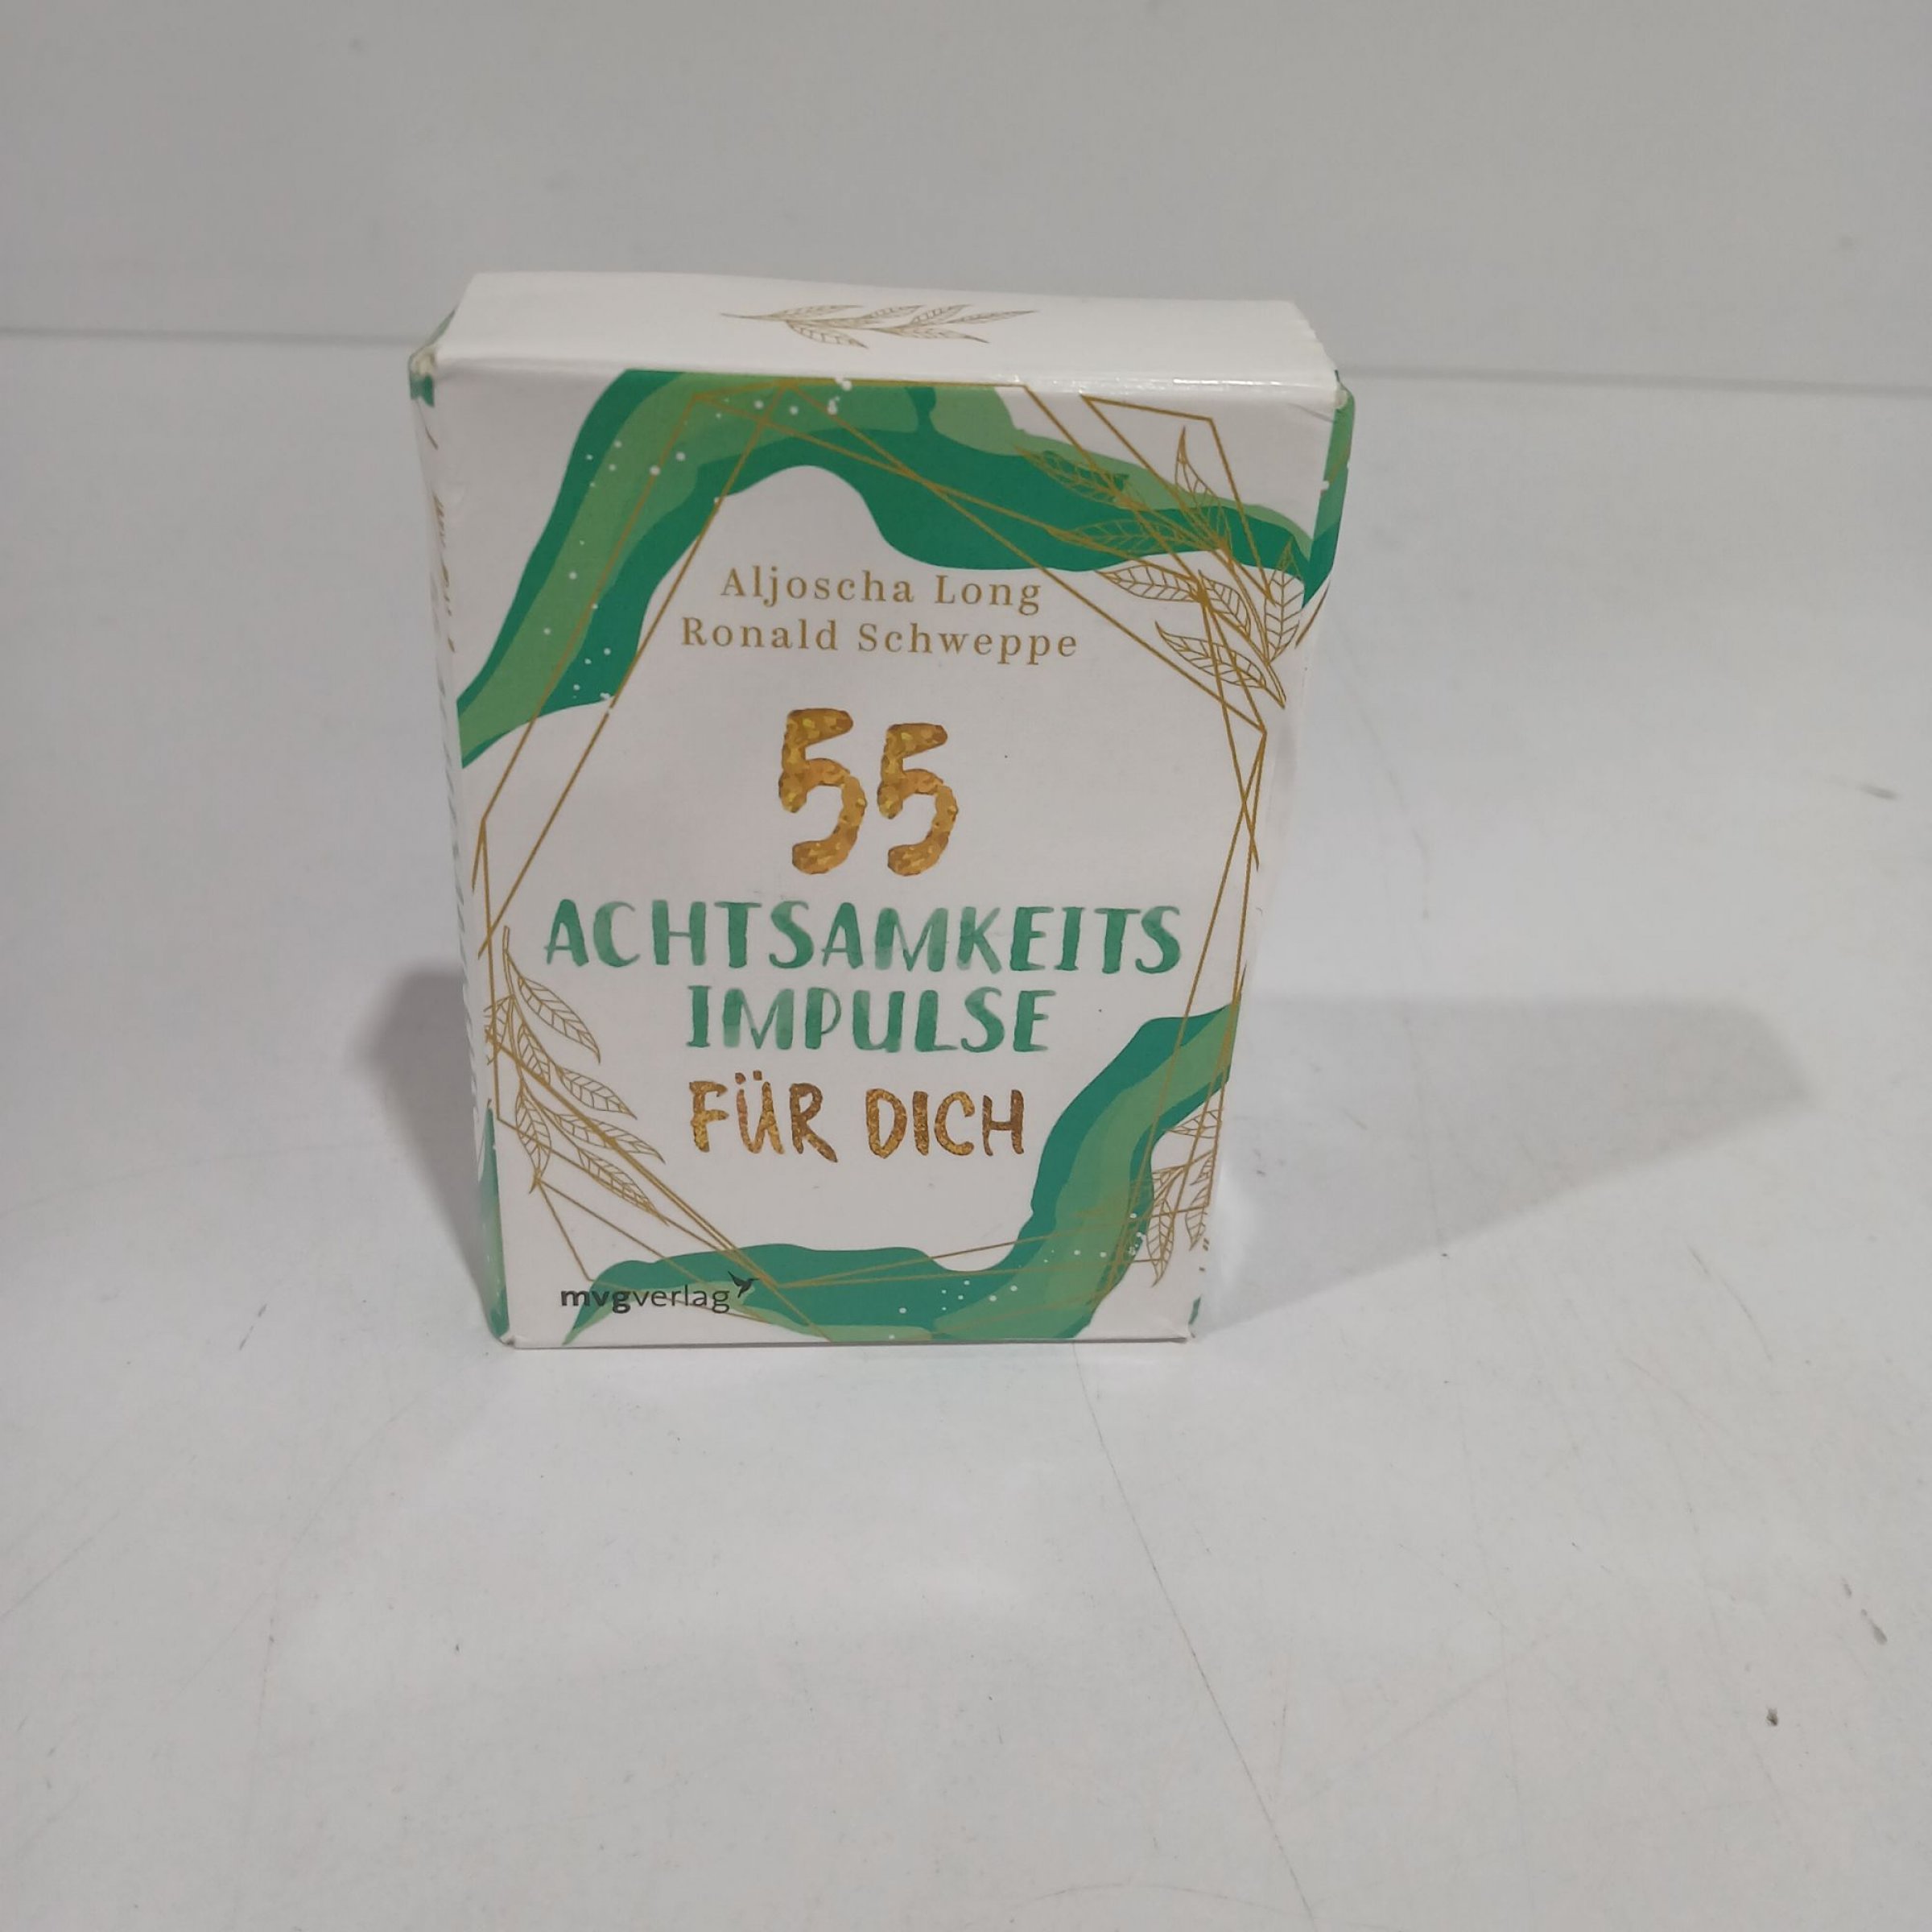 Aljoscha Long
Ronald Schweppe
55
ACHTSAMKEITS
IMPULSE
FÜR DICH
mvgverlag